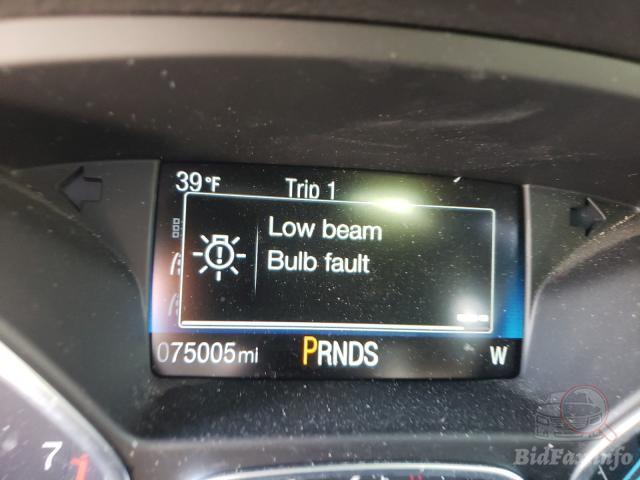 39°F Trip 1
Low beam
Bulb fault
075005mi PRNDS W
7
BidFax.info